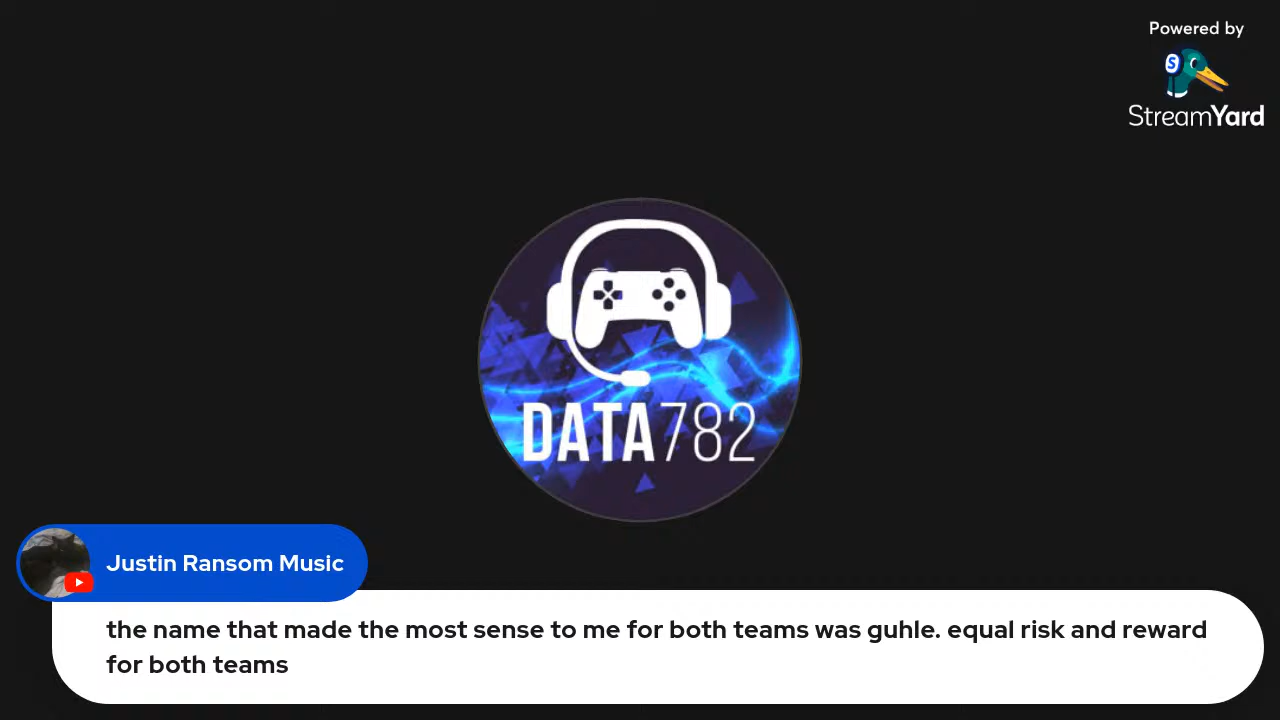 Powered by
StreamYard
DATA782
Justin Ransom Music
the name that made the most sense to me for both teams was guhle. equal risk and reward
for both teams